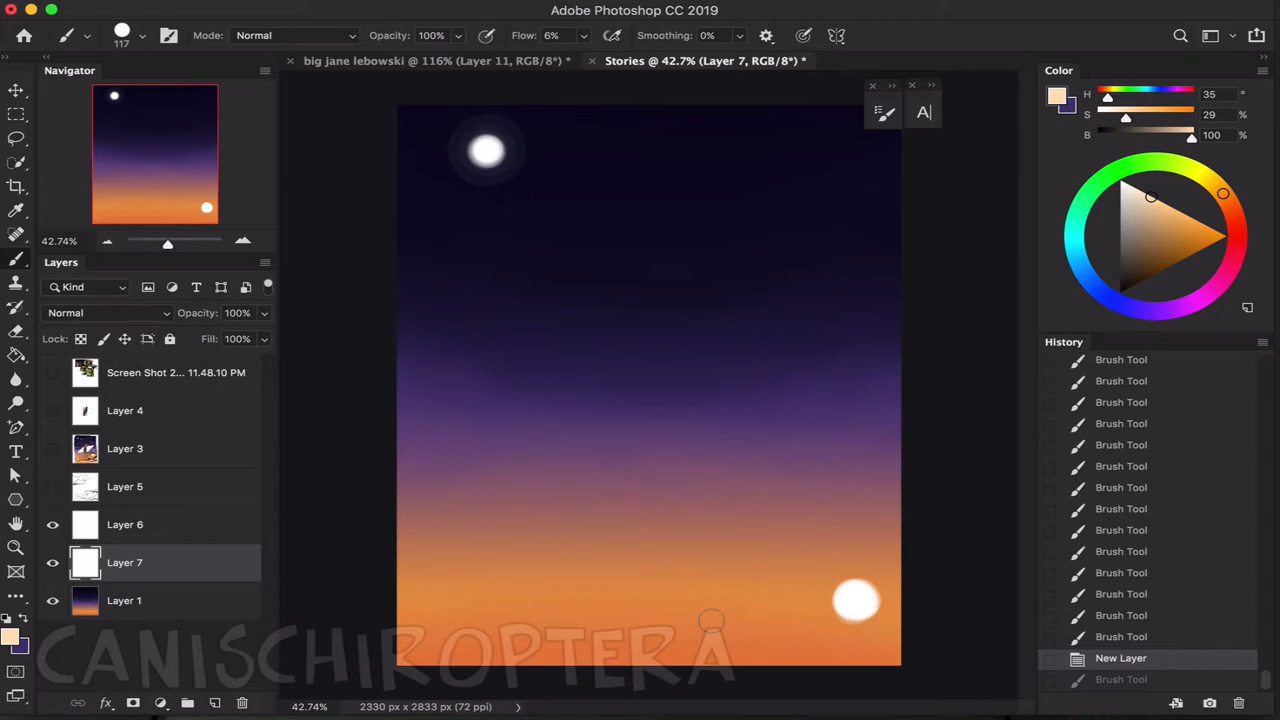 Adobe Photoshop CC 2019
117
Mode: Normal Opacity: 100% Flow: 6% Smoothing: 0%
Navigator
big jane lebowski @ 116% (Layer 11, RGB/8*) *
Stories @ 42.7% (Layer 7, RGB/8*) *
42.74%
Layers
Kind
Normal Opacity: 100%
Lock: Fill: 100%
Screen Shot 2... 11.48.10 PM
Layer 4
Layer 3
Layer 5
Layer 6
Layer 7
Layer 1
A
CANISCHIROPTERA
42.74% 2330 px x 2833 px (72 ppi)
Color
H 35 °
S 29 %
B 100 %
History
Brush Tool
Brush Tool
Brush Tool
Brush Tool
Brush Tool
Brush Tool
Brush Tool
Brush Tool
Brush Tool
Brush Tool
Brush Tool
Brush Tool
Brush Tool
Brush Tool
New Layer
Brush Tool